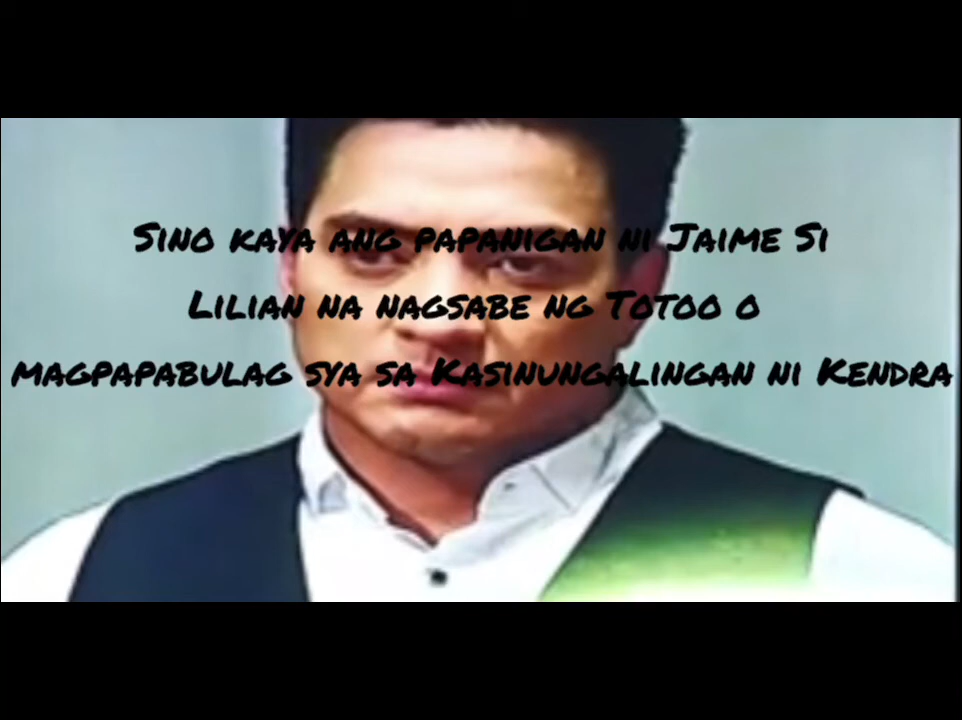 Sino kaya ang papanigan ni Jaime Si
Lilian na nagsabe ng Totoo o
magpapabulag sya sa Kasinungalingan ni Kendra